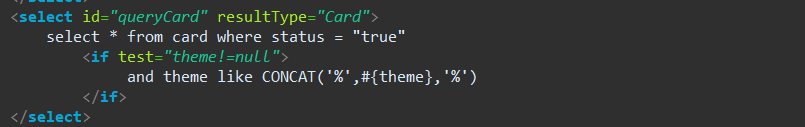 <select id="queryCard" resultType="Card">
select * from card where status = "true"
<if test="theme!=null">
and theme like CONCAT('%',#{theme},'%')
</if>
</select>